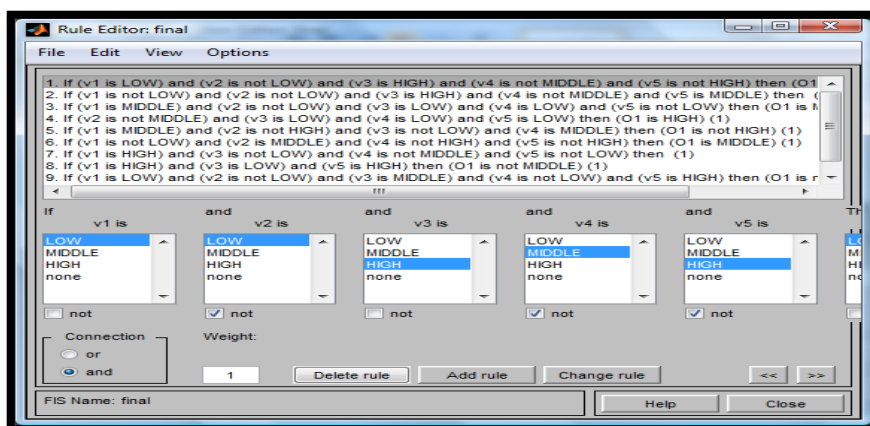 Rule Editor: final
File Edit View Options
1. If (v1 is LOW) and (v2 is not LOW) and (v3 is HIGH) and (v4 is not MIDDLE) and (v5 is not HIGH) then (O1
2. If (v1 is not LOW) and (v2 is not LOW) and (v3 is HIGH) and (v4 is not MIDDLE) and (v5 is MIDDLE) then (
3. If (v1 is MIDDLE) and (v2 is not LOW) and (v3 is LOW) and (v4 is LOW) and (v5 is not LOW) then (O1 is
4. If (v2 is not MIDDLE) and (v3 is LOW) and (v4 is LOW) and (v5 is LOW) then (O1 is HIGH) (1)
5. If (v1 is MIDDLE) and (v2 is not HIGH) and (v3 is not LOW) and (v4 is MIDDLE) then (O1 is not HIGH) (1)
6. If (v1 is not LOW) and (v2 is MIDDLE) and (v4 is not HIGH) and (v5 is not HIGH) then (O1 is MIDDLE) (1)
7. If (v1 is HIGH) and (v3 is not LOW) and (v4 is not MIDDLE) and (v5 is not LOW) then (1)
8. If (v1 is HIGH) and (v3 is LOW) and (v5 is HIGH) then (O1 is not MIDDLE) (1)
9. If (v1 is LOW) and (v2 is not LOW) and (v3 is MIDDLE) and (v4 is not LOW) and (v5 is HIGH) then (O1 is
If and and and and
v1 is v2 is v3 is v4 is v5 is
LOW LOW LOW LOW LOW
MIDDLE MIDDLE MIDDLE MIDDLE MIDDLE
HIGH HIGH HIGH HIGH HIGH
none none none none none
not not not not not
Connection Weight:
or
and 1 Delete rule Add rule Change rule << >>
FIS Name: final Help Close